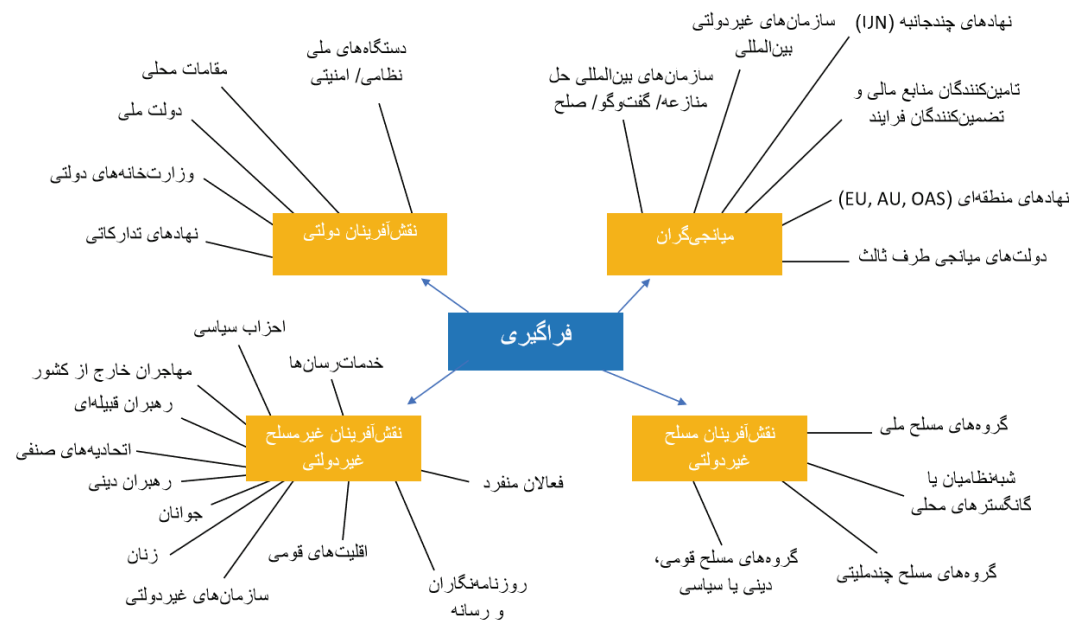 نهادهای چندجانبه (IJN)
سازمان‌های غیردولتی
بین‌المللی
سازمان‌های بین‌المللی حل
منازعه/ گفت‌وگو/ صلح
تامین‌کنندگان منابع مالی و
تضمین‌کنندگان فرایند
نهادهای منطقه‌ای (EU, AU, OAS)
دولت‌های میانجی طرف ثالث
میانجی‌گران
دستگاه‌های ملی
نظامی/ امنیتی
مقامات محلی
دولت ملی
وزارت‌خانه‌های دولتی
نهادهای تدارکاتی
نقش‌آفرینان دولتی
فراگیری
گروه‌های مسلح ملی
شبه‌نظامیان یا
گانگسترهای محلی
گروه‌های مسلح چندملیتی
گروه‌های مسلح قومی،
دینی یا سیاسی
نقش‌آفرینان مسلح
غیردولتی
احزاب سیاسی
خدمات‌رسان‌ها
مهاجران خارج از کشور
رهبران قبیله‌ای
اتحادیه‌های صنفی
رهبران دینی
جوانان
زنان
سازمان‌های غیردولتی
اقلیت‌های قومی
روزنامه‌نگاران
و رسانه
فعالان منفرد
نقش‌آفرینان غیرمسلح
غیردولتی